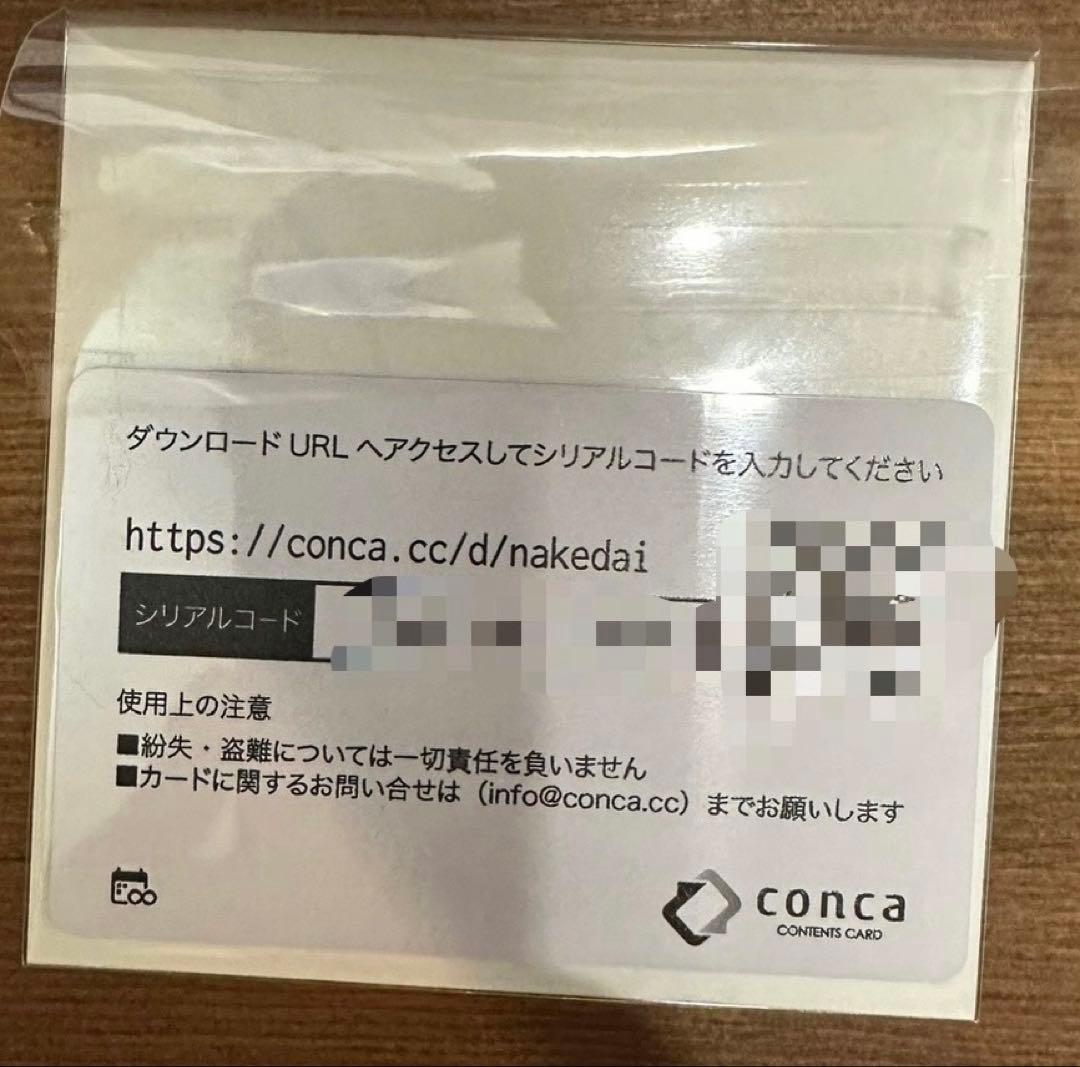 ダウンロード URL へアクセスしてシリアルコードを入力してください
https://conca.cc/d/nakedai
シリアルコード
使用上の注意
■紛失・盗難については一切責任を負いません
■カードに関するお問い合せは（info@conca.cc）までお願いします
conca
CONTENTS CARD